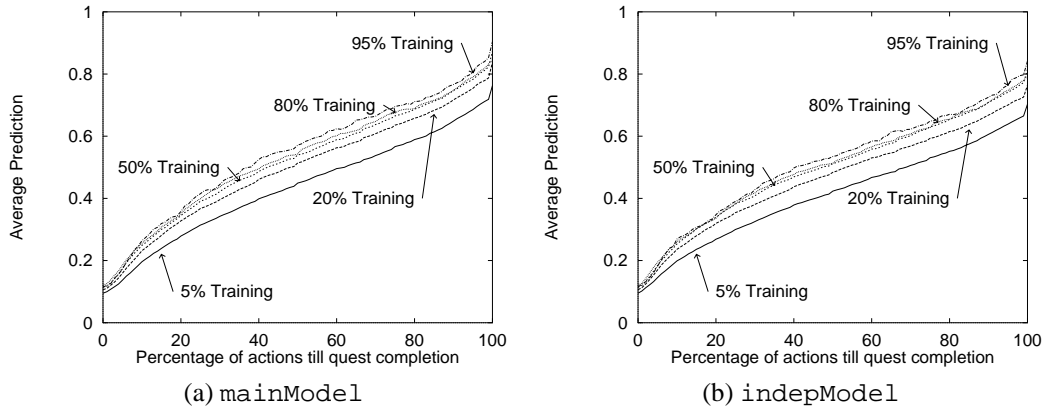 1
0.8
0.6
0.4
0.2
0
Average Prediction
95% Training
80% Training
50% Training
20% Training
5% Training
0 20 40 60 80 100
Percentage of actions till quest completion
(a) mainModel
1
0.8
0.6
0.4
0.2
0
Average Prediction
95% Training
80% Training
50% Training
20% Training
5% Training
0 20 40 60 80 100
Percentage of actions till quest completion
(b) indepModel